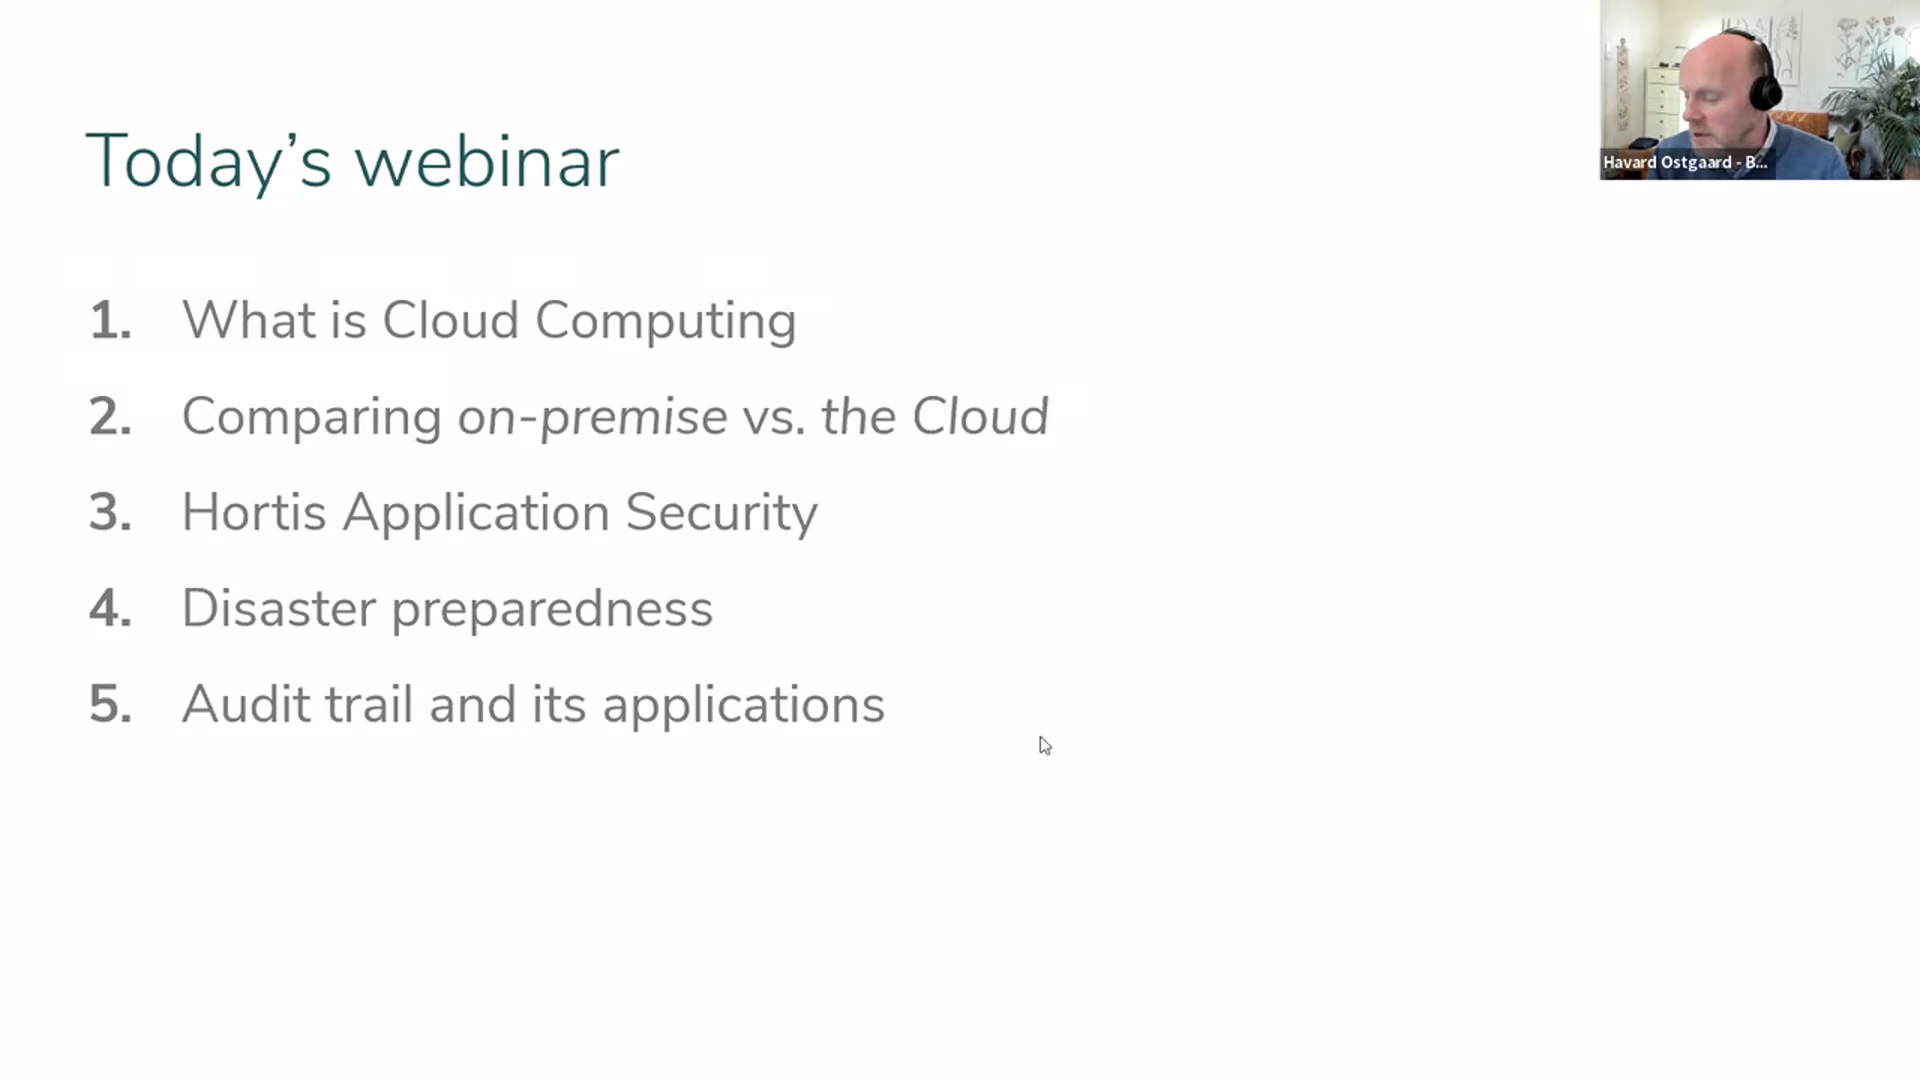 Today’s webinar
1. What is Cloud Computing
2. Comparing on-premise vs. the Cloud
3. Hortis Application Security
4. Disaster preparedness
5. Audit trail and its applications
Havard Ostgaard - B...